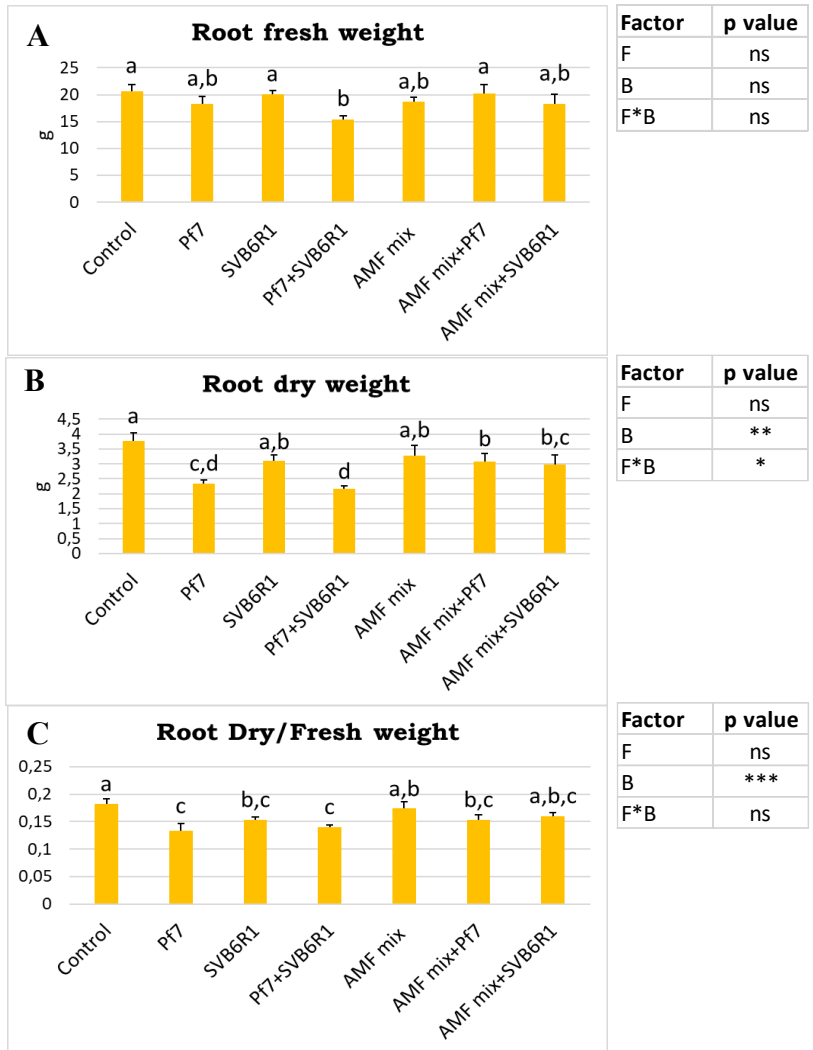 A
Root fresh weight
25
20
15
10
5
0
g
a a,b a b a,b a a,b
Control Pf7 SVB6R1 Pf7+SVB6R1 AMF mix AMF mix+Pf7 AMF mix+SVB6R1
Factor p value
F ns
B ns
F*B ns
B
Root dry weight
4,5
4
3,5
3
2,5
2
1,5
1
0,5
0
g
a c,d a,b d a,b b b,c
Control Pf7 SVB6R1 Pf7+SVB6R1 AMF mix AMF mix+Pf7 AMF mix+SVB6R1
Factor p value
F ns
B **
F*B *
C
Root Dry/Fresh weight
0,25
0,2
0,15
0,1
0,05
0
a c b,c c a,b b,c a,b,c
Control Pf7 SVB6R1 Pf7+SVB6R1 AMF mix AMF mix+Pf7 AMF mix+SVB6R1
Factor p value
F ns
B ***
F*B ns